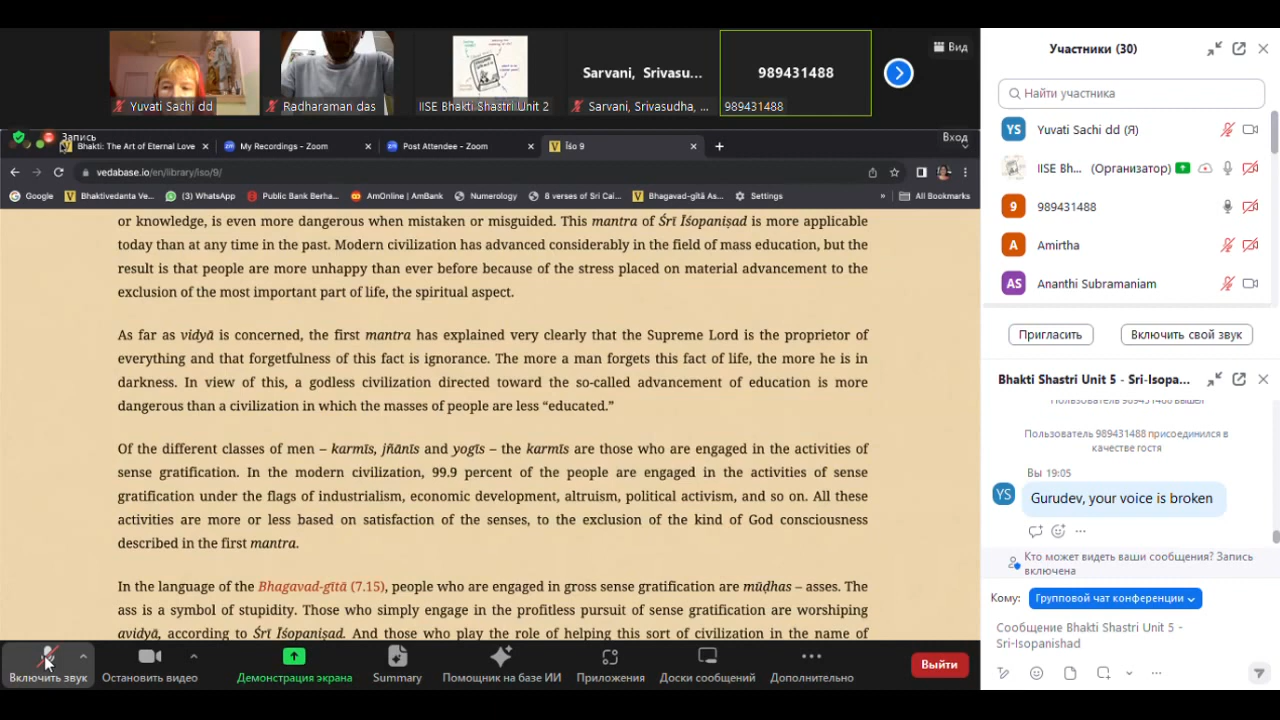 Yuvati Sachi dd
Radharaman das
IISE Bhakti Shastri Unit 2
Sarvani, Srivasu...
Sarvani, Srivasudha, ...
989431488
989431488
Вид
Запись
Вход
Bhakti: The Art of Eternal Love
My Recordings - Zoom
Post Attendee - Zoom
Īśo 9
vedabase.io/en/library/iso/9/
Google
Bhaktivedanta Ve...
(3) WhatsApp
Public Bank Berha...
AmOnline | AmBank
Numerology
8 verses of Sri Cai...
Bhagavad-gītā As...
Settings
»
All Bookmarks
or knowledge, is even more dangerous when mistaken or misguided. This mantra of Śrī Īśopaniṣad is more applicable
today than at any time in the past. Modern civilization has advanced considerably in the field of mass education, but the
result is that people are more unhappy than ever before because of the stress placed on material advancement to the
exclusion of the most important part of life, the spiritual aspect.
As far as vidyā is concerned, the first mantra has explained very clearly that the Supreme Lord is the proprietor of
everything and that forgetfulness of this fact is ignorance. The more a man forgets this fact of life, the more he is in
darkness. In view of this, a godless civilization directed toward the so-called advancement of education is more
dangerous than a civilization in which the masses of people are less “educated.”
Of the different classes of men – karmīs, jñānīs and yogīs – the karmīs are those who are engaged in the activities of
sense gratification. In the modern civilization, 99.9 percent of the people are engaged in the activities of sense
gratification under the flags of industrialism, economic development, altruism, political activism, and so on. All these
activities are more or less based on satisfaction of the senses, to the exclusion of the kind of God consciousness
described in the first mantra.
In the language of the Bhagavad-gītā (7.15), people who are engaged in gross sense gratification are mūḍhas – asses. The
ass is a symbol of stupidity. Those who simply engage in the profitless pursuit of sense gratification are worshiping
avidyā, according to Śrī Īśopaniṣad. And those who play the role of helping this sort of civilization in the name of
Включить звук
Остановить видео
Демонстрация экрана
Summary
Помощник на базе ИИ
Приложения
Доски сообщений
Дополнительно
Выйти
Участники (30)
Найти участника
YS Yuvati Sachi dd (Я)
IISE Bh... (Организатор)
9 989431488
A Amirtha
AS Ananthi Subramaniam
Пригласить
Включить свой звук
Bhakti Shastri Unit 5 - Sri-Isopa...
Пользователь 989431488 вышел
Пользователь 989431488 присоединился в
качестве гостя
Вы 19:05
YS Gurudev, your voice is broken
Кто может видеть ваши сообщения? Запись
включена
Кому: Групповой чат конференции
Сообщение Bhakti Shastri Unit 5 -
Sri-Isopanishad